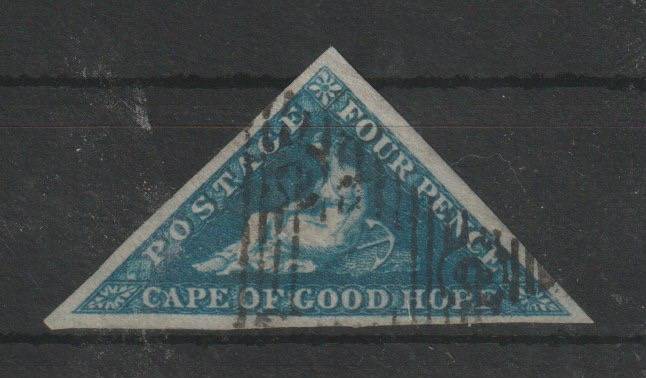 POSTAGE
FOUR PENCE
CAPE OF GOOD HOPE